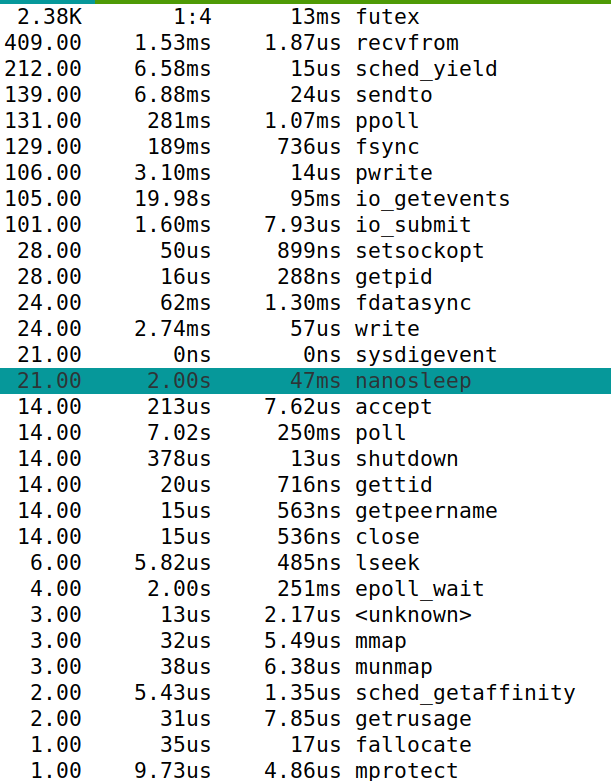 2.38K 1:4 13ms futex
409.00 1.53ms 1.87us recvfrom
212.00 6.58ms 15us sched_yield
139.00 6.88ms 24us sendto
131.00 281ms 1.07ms ppoll
129.00 189ms 736us fsync
106.00 3.10ms 14us pwrite
105.00 19.98s 95ms io_getevents
101.00 1.60ms 7.93us io_submit
28.00 50us 899ns setsockopt
28.00 16us 288ns getpid
24.00 62ms 1.30ms fdatasync
24.00 2.74ms 57us write
21.00 0ns 0ns sysdigevent
21.00 2.00s 47ms nanosleep
14.00 213us 7.62us accept
14.00 7.02s 250ms poll
14.00 378us 13us shutdown
14.00 20us 716ns gettid
14.00 15us 563ns getpeername
14.00 15us 536ns close
6.00 5.82us 485ns lseek
4.00 2.00s 251ms epoll_wait
3.00 13us 2.17us <unknown>
3.00 32us 5.49us mmap
3.00 38us 6.38us munmap
2.00 5.43us 1.35us sched_getaffinity
2.00 31us 7.85us getrusage
1.00 35us 17us fallocate
1.00 9.73us 4.86us mprotect